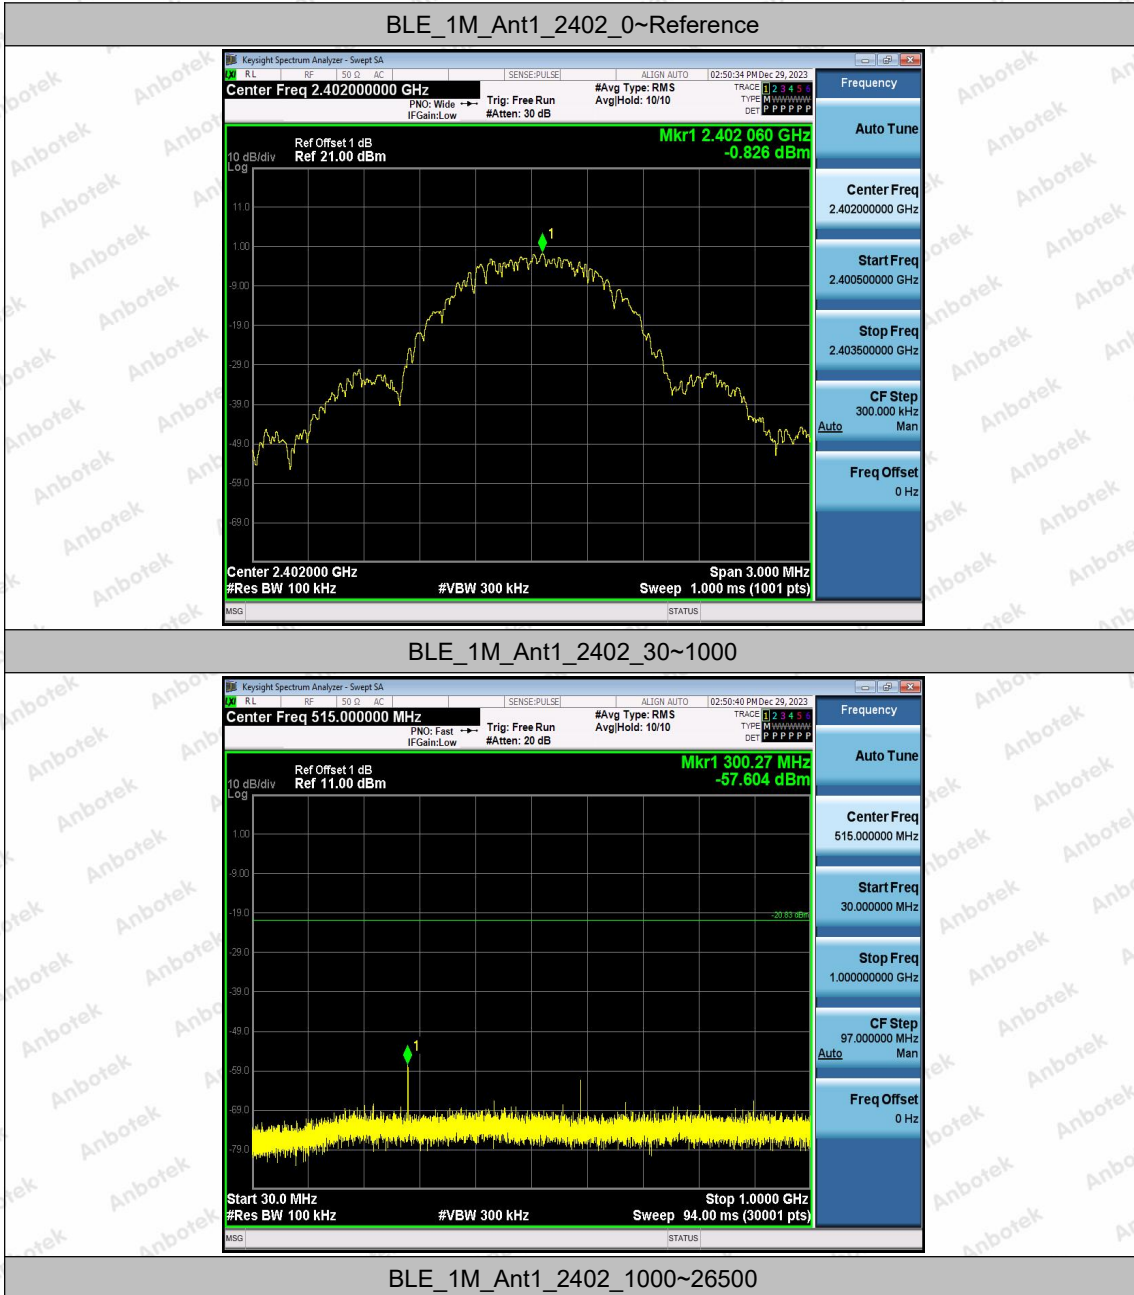 BLE_1M_Ant1_2402_0~Reference
Keysight Spectrum Analyzer - Swept SA
RL RF 50 Ω AC SENSE:PULSE ALIGN AUTO 02:50:34 PM Dec 29, 2023
Center Freq 2.402000000 GHz
#Avg Type: RMS
TRACE 1 2 3 4 5 6
PNO: Wide
Trig: Free Run
Avg|Hold: 10/10
TYPE M WWWWW
IFGain:Low
#Atten: 30 dB
DET P P P P P P
Frequency
Auto Tune
Mkr1 2.402 060 GHz
-0.826 dBm
Ref Offset 1 dB
10 dB/div Ref 21.00 dBm
Log
11.0
1.00
-9.00
-19.0
-29.0
-39.0
-49.0
-59.0
-69.0
1
Center Freq
2.402000000 GHz
Start Freq
2.400500000 GHz
Stop Freq
2.403500000 GHz
CF Step
300.000 kHz
Auto Man
Freq Offset
0 Hz
Center 2.402000 GHz Span 3.000 MHz
#Res BW 100 kHz #VBW 300 kHz Sweep 1.000 ms (1001 pts)
MSG STATUS
BLE_1M_Ant1_2402_30~1000
Keysight Spectrum Analyzer - Swept SA
RL RF 50 Ω AC SENSE:PULSE ALIGN AUTO 02:50:40 PM Dec 29, 2023
Center Freq 515.000000 MHz
#Avg Type: RMS
TRACE 1 2 3 4 5 6
PNO: Fast
Trig: Free Run
Avg|Hold: 10/10
TYPE M WWWWW
IFGain:Low
#Atten: 20 dB
DET P P P P P P
Frequency
Auto Tune
Mkr1 300.27 MHz
-57.604 dBm
Ref Offset 1 dB
10 dB/div Ref 11.00 dBm
Log
1.00
-9.00
-19.0
-20.83 dBm
-29.0
-39.0
-49.0
-59.0
-69.0
-79.0
1
Center Freq
515.000000 MHz
Start Freq
30.000000 MHz
Stop Freq
1.000000000 GHz
CF Step
97.000000 MHz
Auto Man
Freq Offset
0 Hz
Start 30.0 MHz Stop 1.0000 GHz
#Res BW 100 kHz #VBW 300 kHz Sweep 94.00 ms (30001 pts)
MSG STATUS
BLE_1M_Ant1_2402_1000~26500